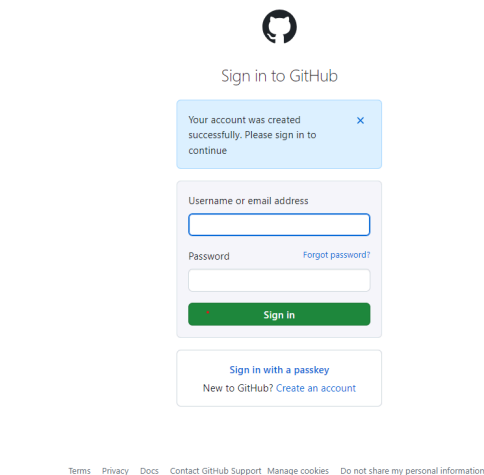 Sign in to GitHub
Your account was created
successfully. Please sign in to
continue
Username or email address
Password Forgot password?
Sign in
Sign in with a passkey
New to GitHub? Create an account
Terms Privacy Docs Contact GitHub Support Manage cookies Do not share my personal information